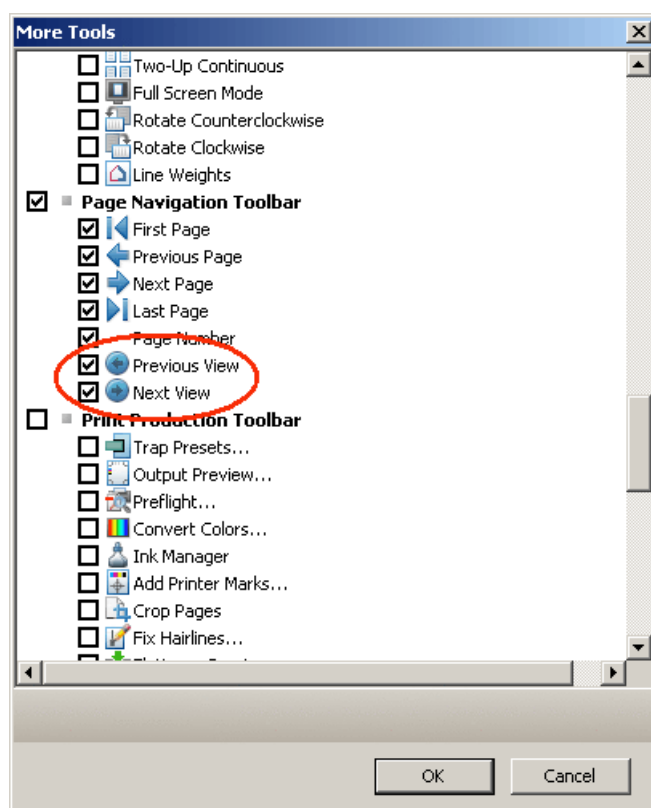 More Tools
Two-Up Continuous
Full Screen Mode
Rotate Counterclockwise
Rotate Clockwise
Line Weights
Page Navigation Toolbar
First Page
Previous Page
Next Page
Last Page
Page Number
Previous View
Next View
Print Production Toolbar
Trap Presets...
Output Preview...
Preflight...
Convert Colors...
Ink Manager
Add Printer Marks...
Crop Pages
Fix Hairlines...
OK
Cancel